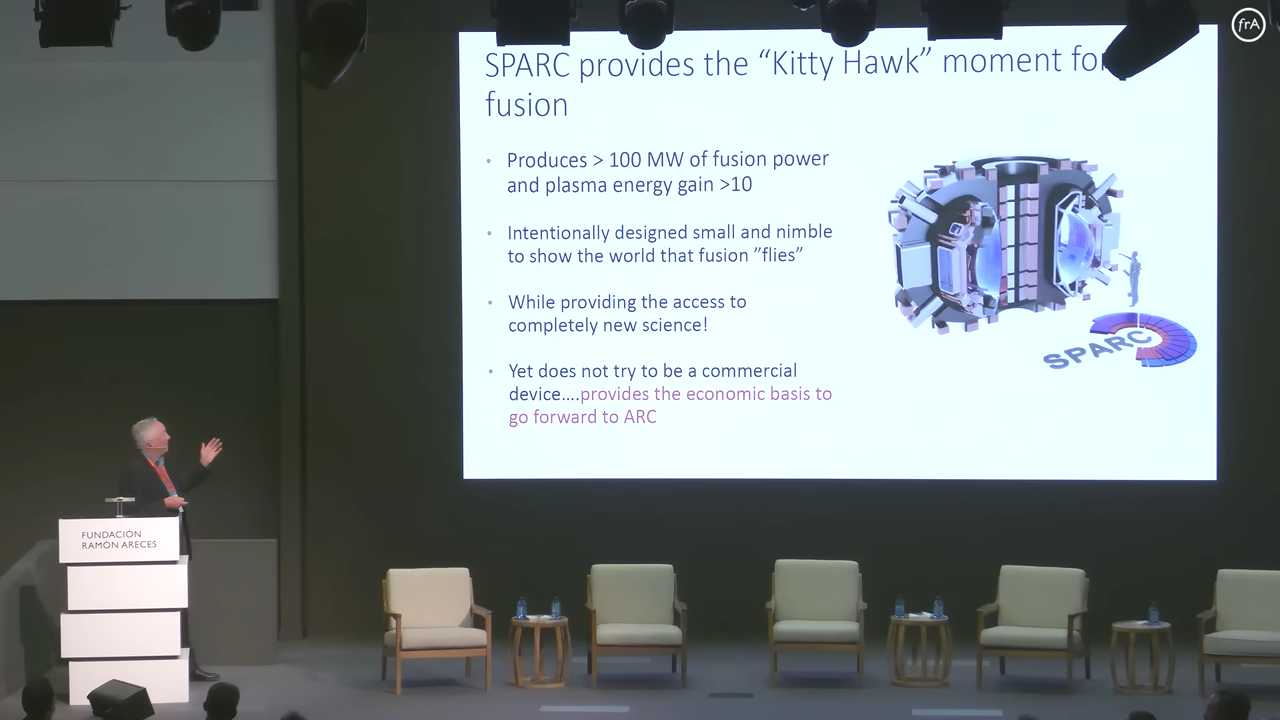 frA
SPARC provides the “Kitty Hawk” moment for
fusion
• Produces > 100 MW of fusion power
and plasma energy gain >10
• Intentionally designed small and nimble
to show the world that fusion ”flies”
• While providing the access to
completely new science!
• Yet does not try to be a commercial
device....provides the economic basis to
go forward to ARC
SPARC
FUNDACIÓN
RAMÓN ARECES